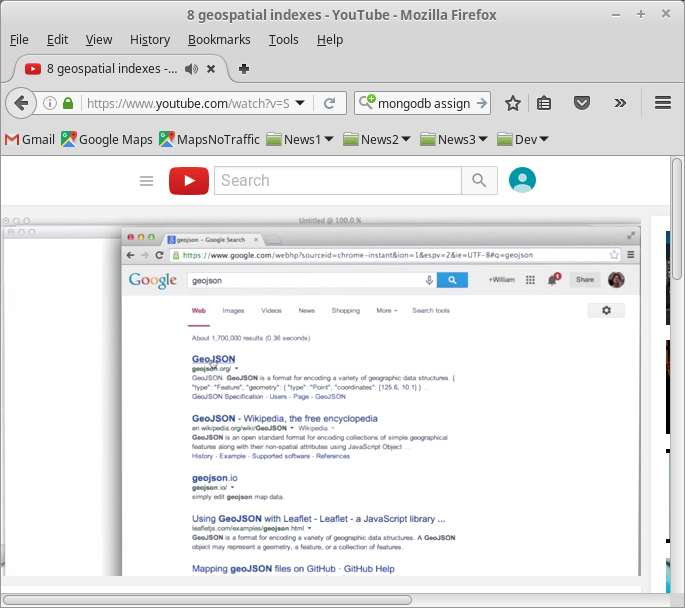 8 geospatial indexes - YouTube - Mozilla Firefox
File Edit View History Bookmarks Tools Help
8 geospatial indexes -...
https://www.youtube.com/watch?v=S
mongodb assign
Gmail Google Maps MapsNoTraffic News1 News2 News3 Dev
Search
Untitled @ 100.0 %
geojson - Google Search
https://www.google.com/webhp?sourceid=chrome-instant&ion=1&espv=2&ie=UTF-8#q=geojson
Google geojson +William 1 Share
Web Images Videos News Shopping More Search tools
About 1,700,000 results (0.36 seconds)
GeoJSON
geojson.org/
GeoJSON. GeoJSON is a format for encoding a variety of geographic data structures. {
"type": "Feature", "geometry": { "type": "Point", "coordinates": [125.6, 10.1] } ...
GeoJSON Specification - Users - Page - GeoJSON
GeoJSON - Wikipedia, the free encyclopedia
en.wikipedia.org/wiki/GeoJSON Wikipedia
GeoJSON is an open standard format for encoding collections of simple geographical
features along with their non-spatial attributes using JavaScript Object ...
History - Example - Supported software - References
geojson.io
geojson.io/
simply edit geojson map data.
Using GeoJSON with Leaflet - Leaflet - a JavaScript library ...
leafletjs.com/examples/geojson.html
GeoJSON is a format for encoding a variety of geographic data structures. A GeoJSON
object may represent a geometry, a feature, or a collection of features.
Mapping geoJSON files on GitHub - GitHub Help